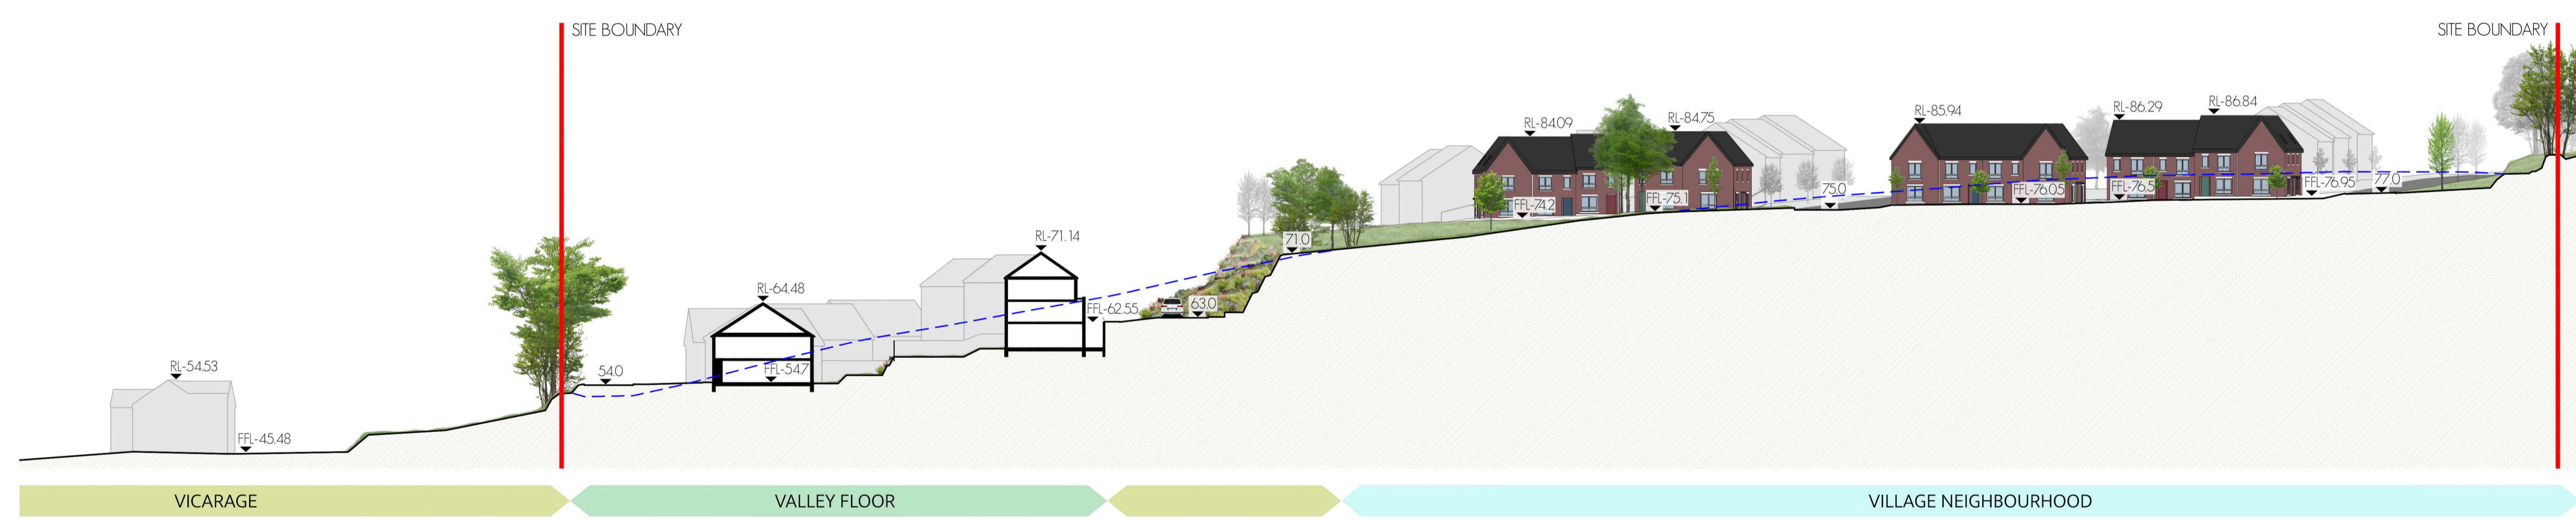 SITE BOUNDARY
SITE BOUNDARY
RL-54.53
FFL-45.48
54.0
RL-64.48
FFL-54.7
RL-71.14
FFL-62.55
63.0
71.0
RL-84.09
FFL-74.2
RL-84.75
FFL-75.1
75.0
RL-85.94
FFL-76.05
RL-86.29
FFL-76.5
RL-86.84
FFL-76.95
77.0
VICARAGE
VALLEY FLOOR
VILLAGE NEIGHBOURHOOD